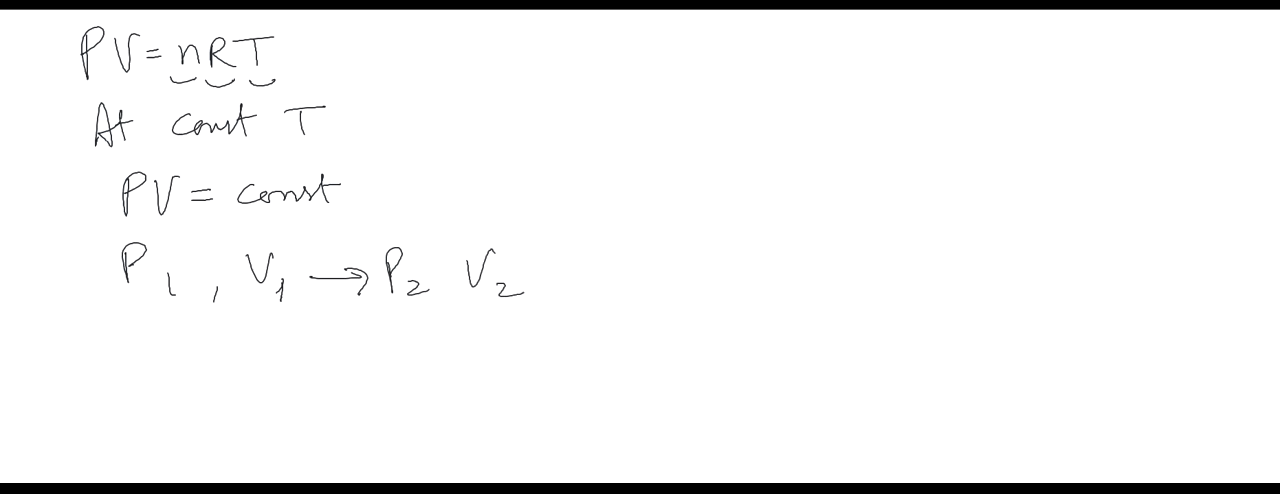 PV = nRT
At const T
PV = const
P₁, V₁ → P₂ V₂